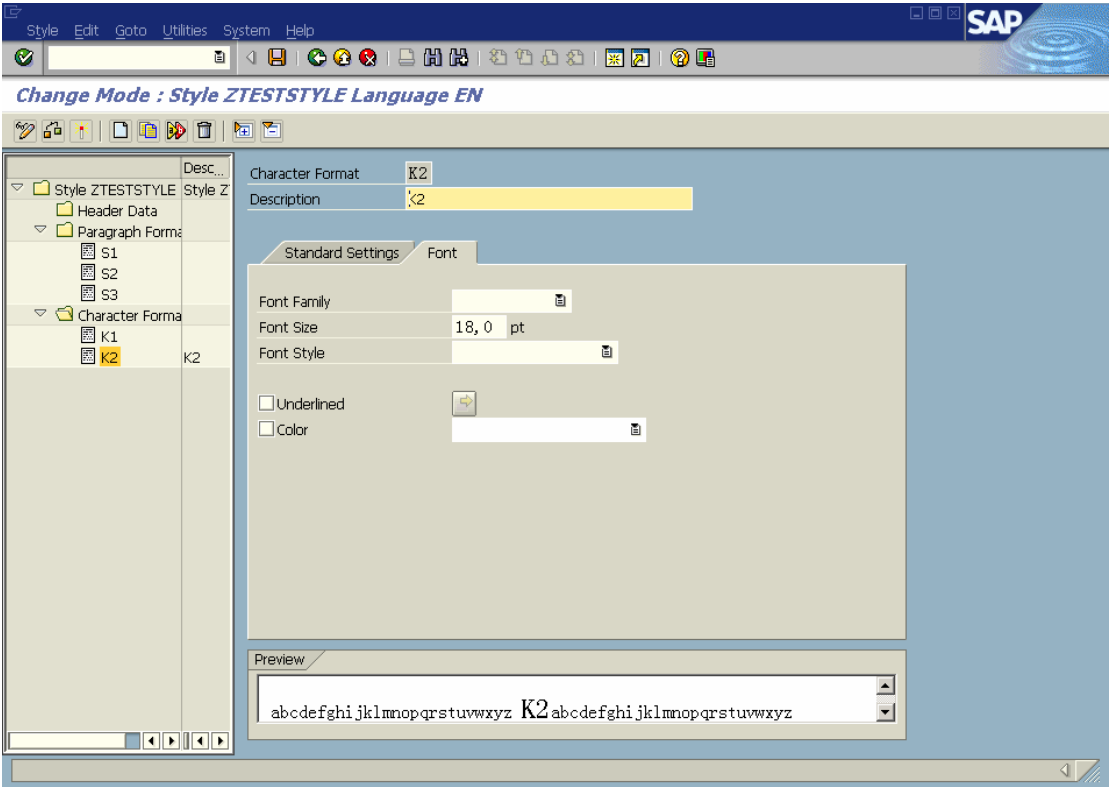 Style Edit Goto Utilities System Help
SAP
Change Mode : Style ZTESTSTYLE Language EN
Desc...
Style ZTESTSTYLE Style Z
Header Data
Paragraph Forma
S1
S2
S3
Character Forma
K1
K2 K2
Character Format K2
Description K2
Standard Settings Font
Font Family
Font Size 18,0 pt
Font Style
Underlined
Color
Preview
abcdefghijklmnopqrstuvwxyz K2 abcdefghijklmnopqrstuvwxyz